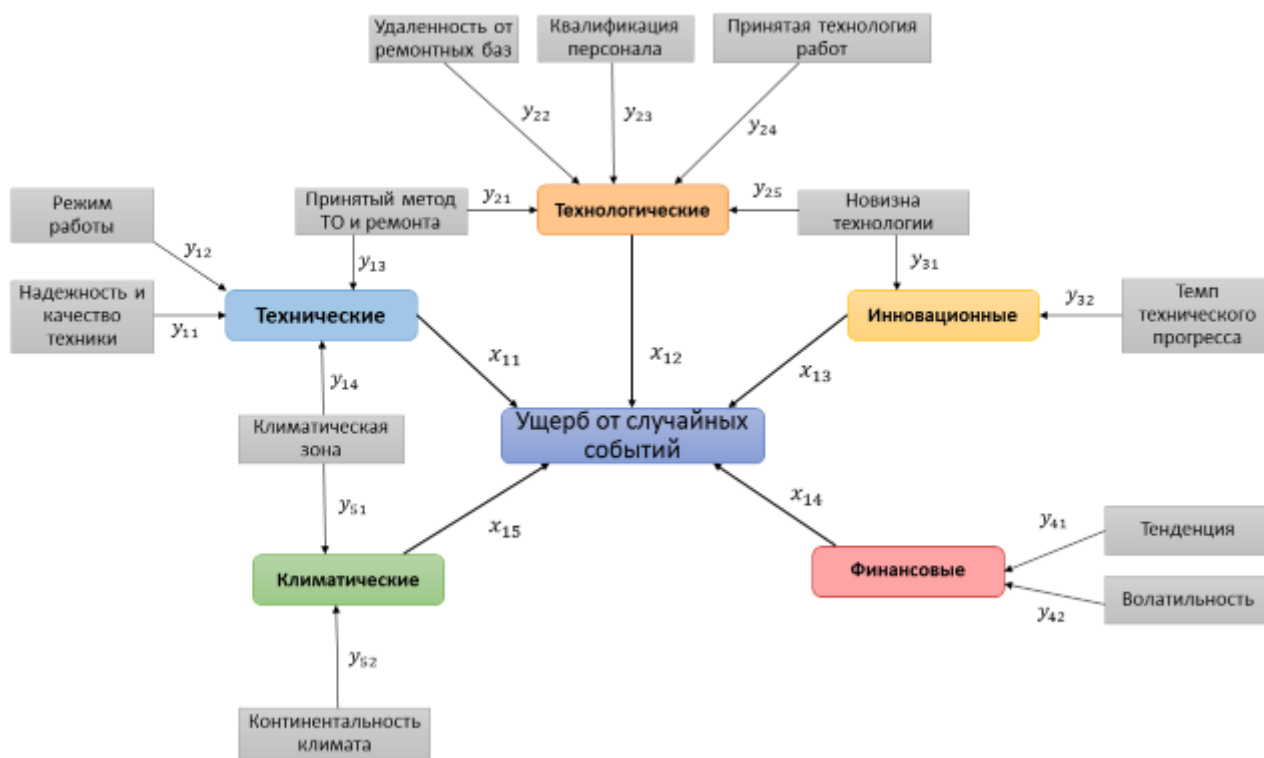 Удаленность от
ремонтных баз
Квалификация
персонала
Принятая технология
работ
y₂₂
y₂₃
y₂₄
Режим
работы
Принятый метод
ТО и ремонта
y₂₁
Технологические
y₂₅
Новизна
технологии
y₁₂
y₁₃
y₃₁
Надежность и
качество
техники
y₁₁
Технические
Инновационные
y₃₂
Темп
технического
прогресса
x₁₁
x₁₂
x₁₃
y₁₄
Климатическая
зона
Ущерб от случайных
событий
y₅₁
x₁₅
x₁₄
y₄₁
Тенденция
Климатические
Финансовые
y₄₂
Волатильность
y₅₂
Континентальность
климата